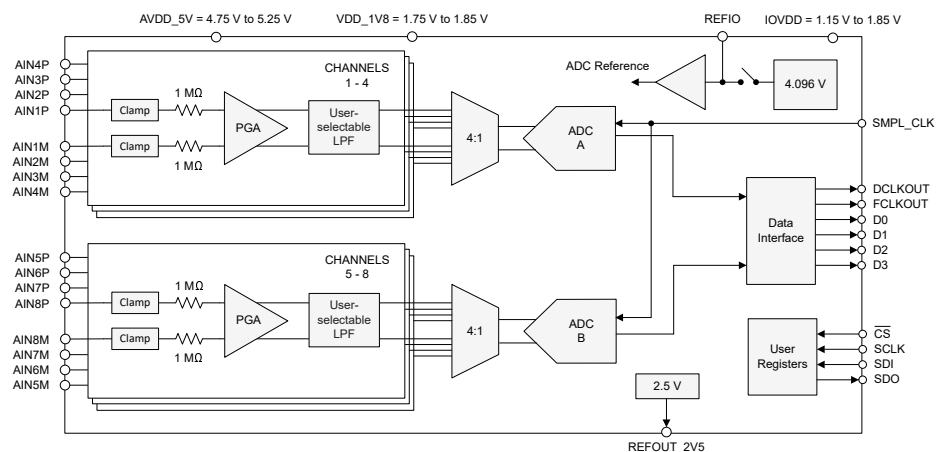 AVDD_5V = 4.75 V to 5.25 V
VDD_1V8 = 1.75 V to 1.85 V
REFIO
IOVDD = 1.15 V to 1.85 V
AIN4P
AIN3P
AIN2P
AIN1P
AIN1M
AIN2M
AIN3M
AIN4M
CHANNELS
1 - 4
Clamp
1 MΩ
Clamp
1 MΩ
PGA
User-
selectable
LPF
4:1
ADC
A
ADC Reference
4.096 V
SMPL_CLK
Data
Interface
DCLKOUT
FCLKOUT
D0
D1
D2
D3
AIN5P
AIN6P
AIN7P
AIN8P
AIN8M
AIN7M
AIN6M
AIN5M
CHANNELS
5 - 8
Clamp
1 MΩ
Clamp
1 MΩ
PGA
User-
selectable
LPF
4:1
ADC
B
User
Registers
CS
SCLK
SDI
SDO
2.5 V
REFOUT_2V5